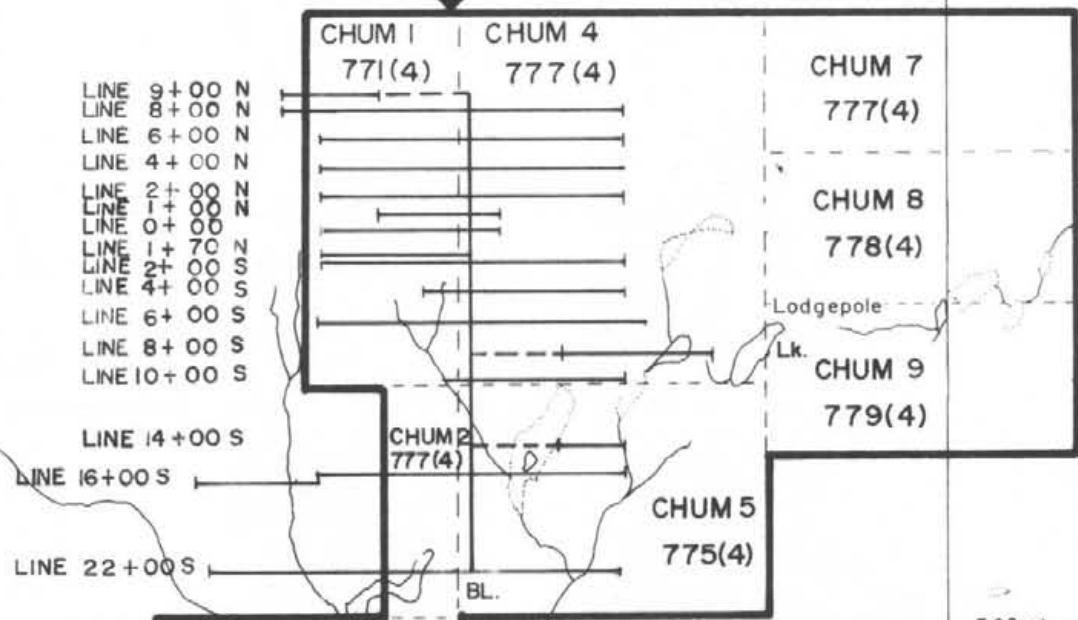 CHUM 1
771(4)
CHUM 4
777(4)
CHUM 7
777(4)
LINE 9+00 N
LINE 8+00 N
LINE 6+00 N
LINE 4+00 N
LINE 2+00 N
LINE 1+00 N
LINE 0+00
LINE 1+70 N
LINE 2+00 S
LINE 4+00 S
LINE 6+00 S
LINE 8+00 S
LINE 10+00 S
LINE 14+00 S
LINE 16+00 S
LINE 22+00 S
CHUM 8
778(4)
Lodgepole
Lk.
CHUM 9
779(4)
CHUM 2
777(4)
CHUM 5
775(4)
BL.